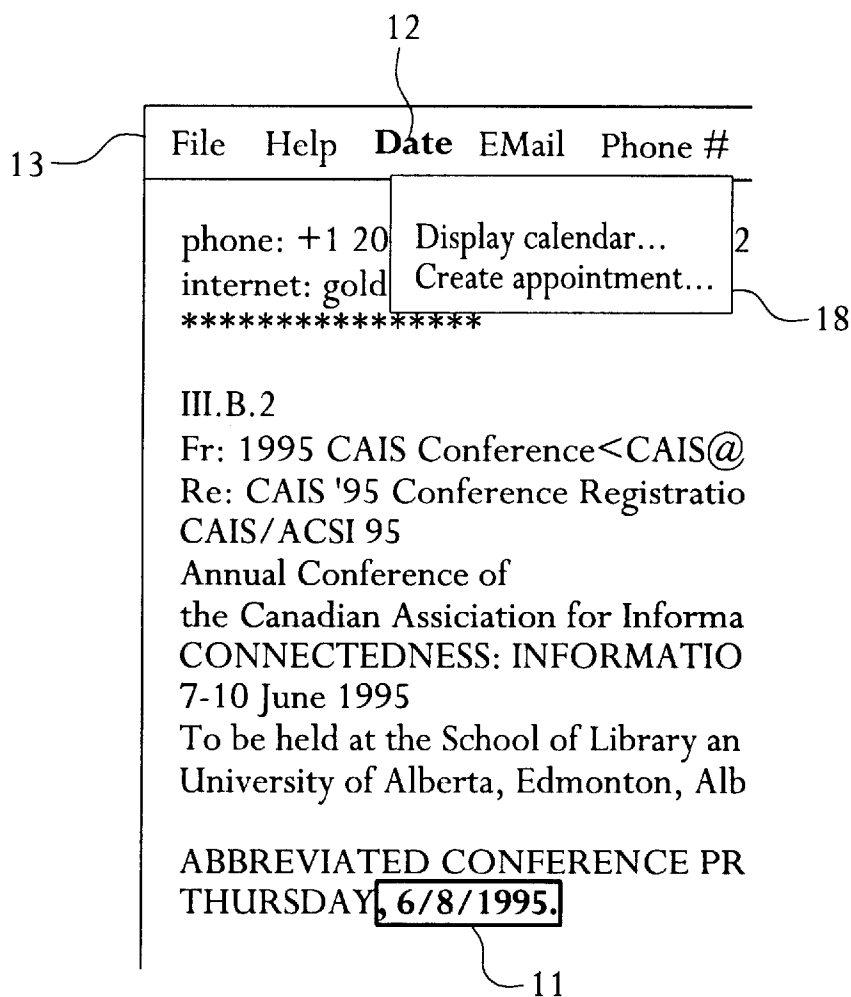 12
13
File Help Date EMail Phone #
phone: +1 20 2
Display calendar...
internet: gold
Create appointment...
****************
18
III.B.2
Fr: 1995 CAIS Conference<CAIS@
Re: CAIS '95 Conference Registratio
CAIS/ACSI 95
Annual Conference of
the Canadian Assiciation for Informa
CONNECTEDNESS: INFORMATIO
7-10 June 1995
To be held at the School of Library an
University of Alberta, Edmonton, Alb
ABBREVIATED CONFERENCE PR
THURSDAY, 6/8/1995.
11